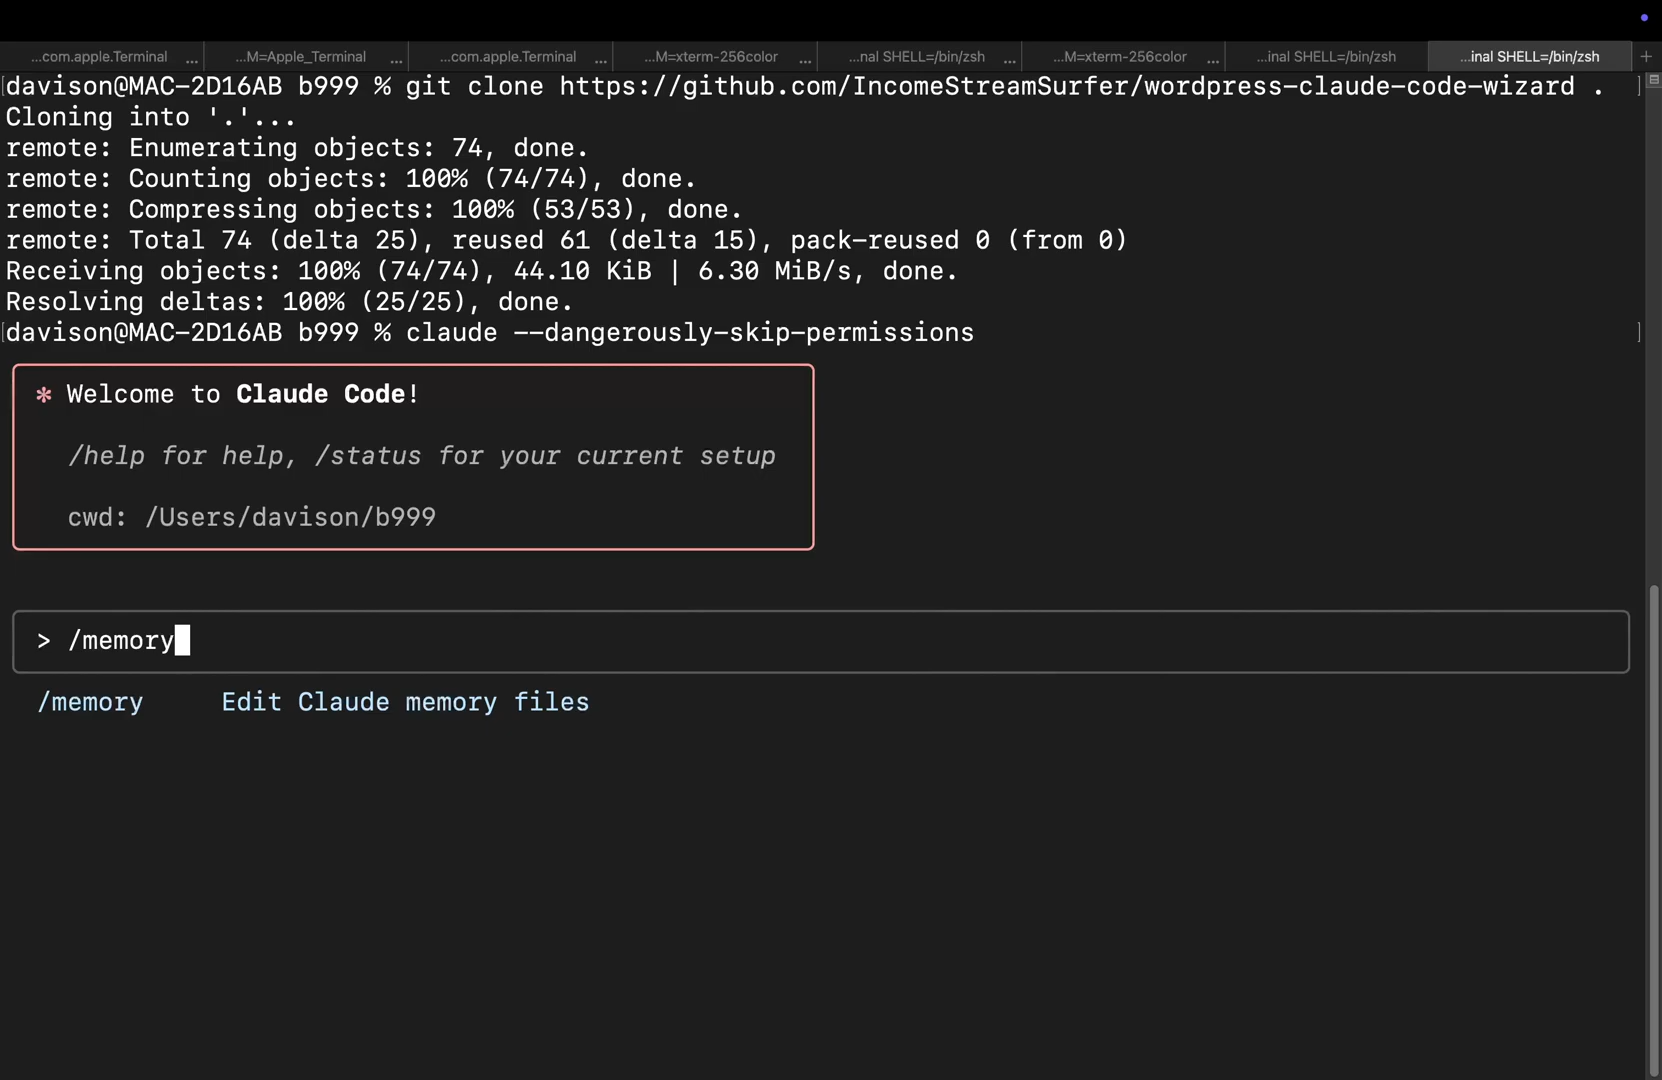 ...com.apple.Terminal ... ...M=Apple_Terminal ... ...com.apple.Terminal ... ...M=xterm-256color ... ...nal SHELL=/bin/zsh ... ...M=xterm-256color ... ...inal SHELL=/bin/zsh ...inal SHELL=/bin/zsh +
[davison@MAC-2D16AB b999 % git clone https://github.com/IncomeStreamSurfer/wordpress-claude-code-wizard . ]
Cloning into '.'...
remote: Enumerating objects: 74, done.
remote: Counting objects: 100% (74/74), done.
remote: Compressing objects: 100% (53/53), done.
remote: Total 74 (delta 25), reused 61 (delta 15), pack-reused 0 (from 0)
Receiving objects: 100% (74/74), 44.10 KiB | 6.30 MiB/s, done.
Resolving deltas: 100% (25/25), done.
[davison@MAC-2D16AB b999 % claude --dangerously-skip-permissions ]
✻ Welcome to Claude Code!
/help for help, /status for your current setup
cwd: /Users/davison/b999
> /memory
/memory Edit Claude memory files